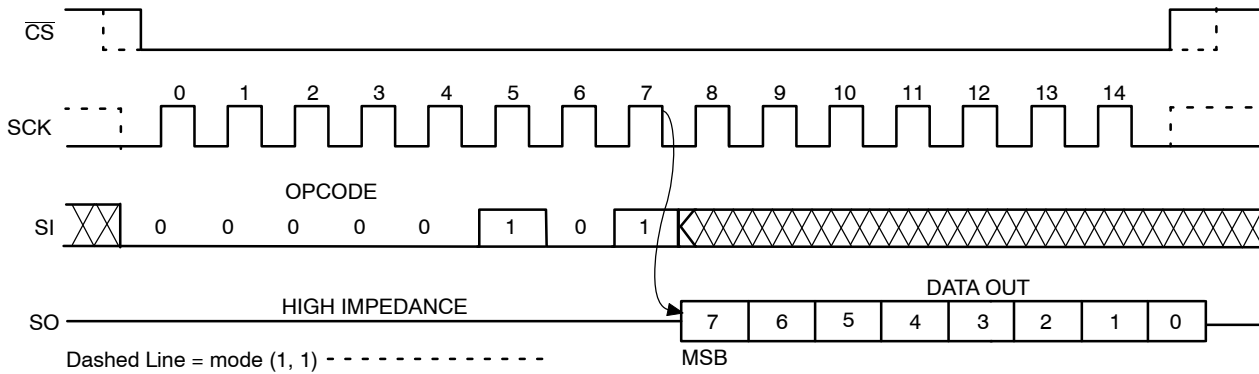 CS
SCK
0 1 2 3 4 5 6 7 8 9 10 11 12 13 14
OPCODE
SI
0 0 0 0 0 1 0 1
HIGH IMPEDANCE
DATA OUT
SO
7 6 5 4 3 2 1 0
Dashed Line = mode (1, 1)
MSB